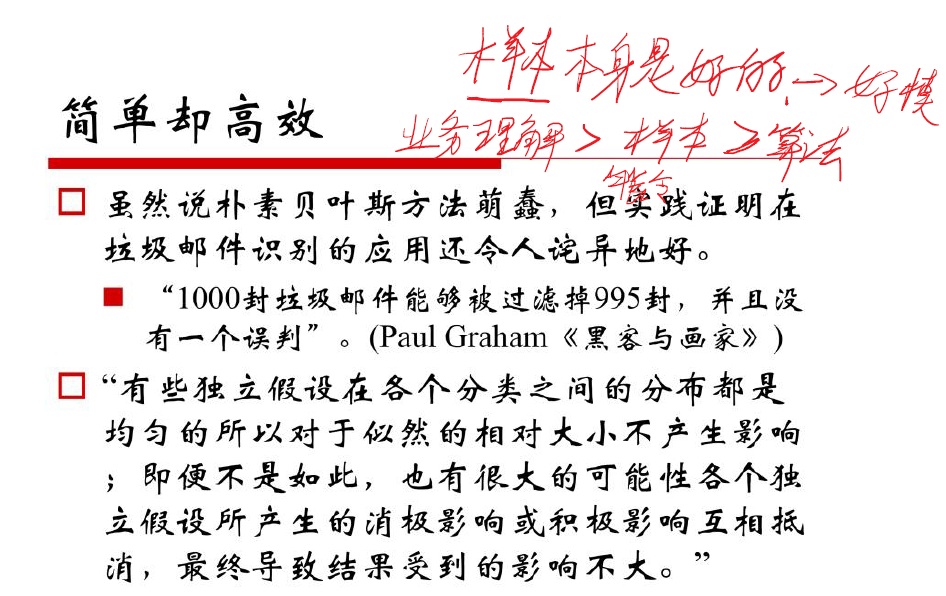 样本本身是好的 → 好模
简单却高效
业务理解 > 样本 > 算法
虽然说朴素贝叶斯方法萌蠢，但实践证明在
垃圾邮件识别的应用还令人诧异地好。
“1000封垃圾邮件能够被过滤掉995封，并且没
有一个误判”。(Paul Graham《黑客与画家》)
“有些独立假设在各个分类之间的分布都是
均匀的所以对于似然的相对大小不产生影响
；即便不是如此，也有很大的可能性各个独
立假设所产生的消极影响或积极影响互相抵
消，最终导致结果受到的影响不大。”